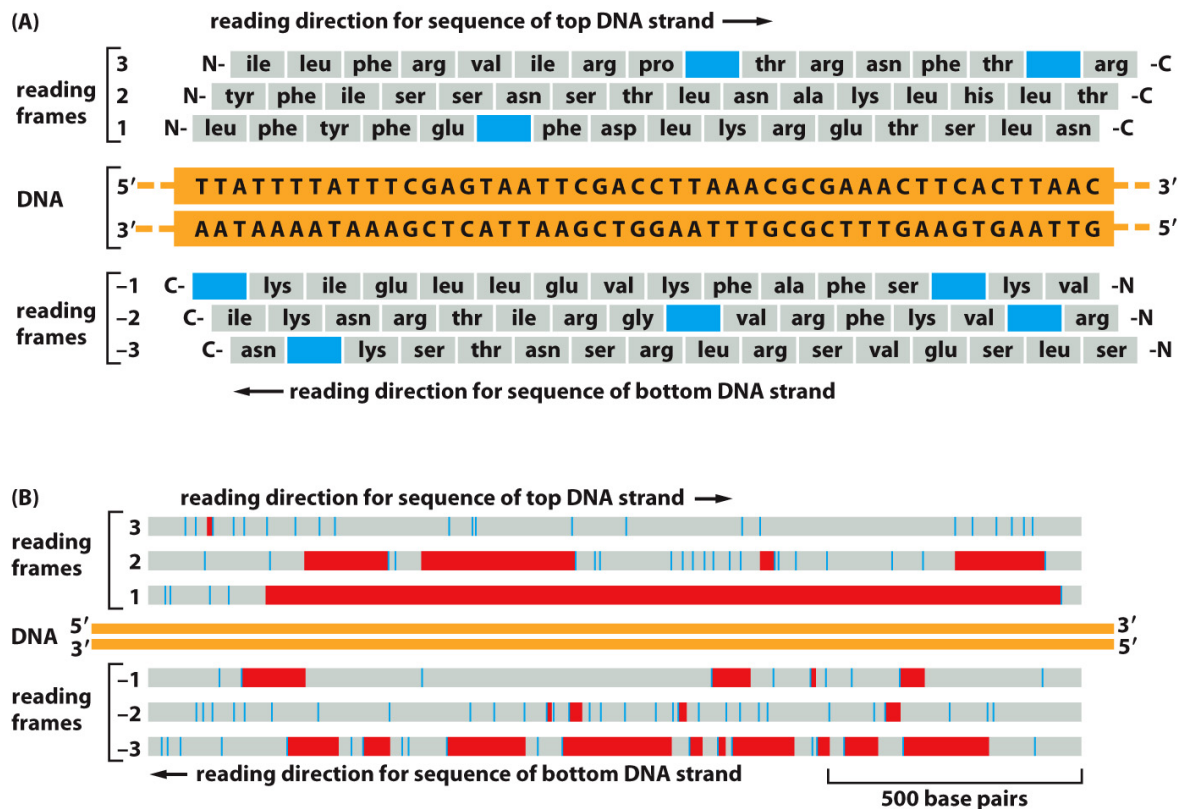 (A) reading direction for sequence of top DNA strand
reading frames
3 N- ile leu phe arg val ile arg pro thr arg asn phe thr arg -C
2 N- tyr phe ile ser ser asn ser thr leu asn ala lys leu his leu thr -C
1 N- leu phe tyr phe glu phe asp leu lys arg glu thr ser leu asn -C
DNA
5′ TTATTTTATTTCGAGTAATTCGACCTTAAACGCGAAACTTCACTTAAC 3′
3′ AATAAAATAAAGCTCATTAAGCTGGAATTTGCGCTTTGAAGTGAATTG 5′
reading frames
–1 C- lys ile glu leu leu glu val lys phe ala phe ser lys val -N
–2 C- ile lys asn arg thr ile arg gly val arg phe lys val arg -N
–3 C- asn lys ser thr asn ser arg leu arg ser val glu ser leu ser -N
reading direction for sequence of bottom DNA strand
(B) reading direction for sequence of top DNA strand
reading frames
3
2
1
DNA
5′ 3′
3′ 5′
reading frames
–1
–2
–3
reading direction for sequence of bottom DNA strand
500 base pairs